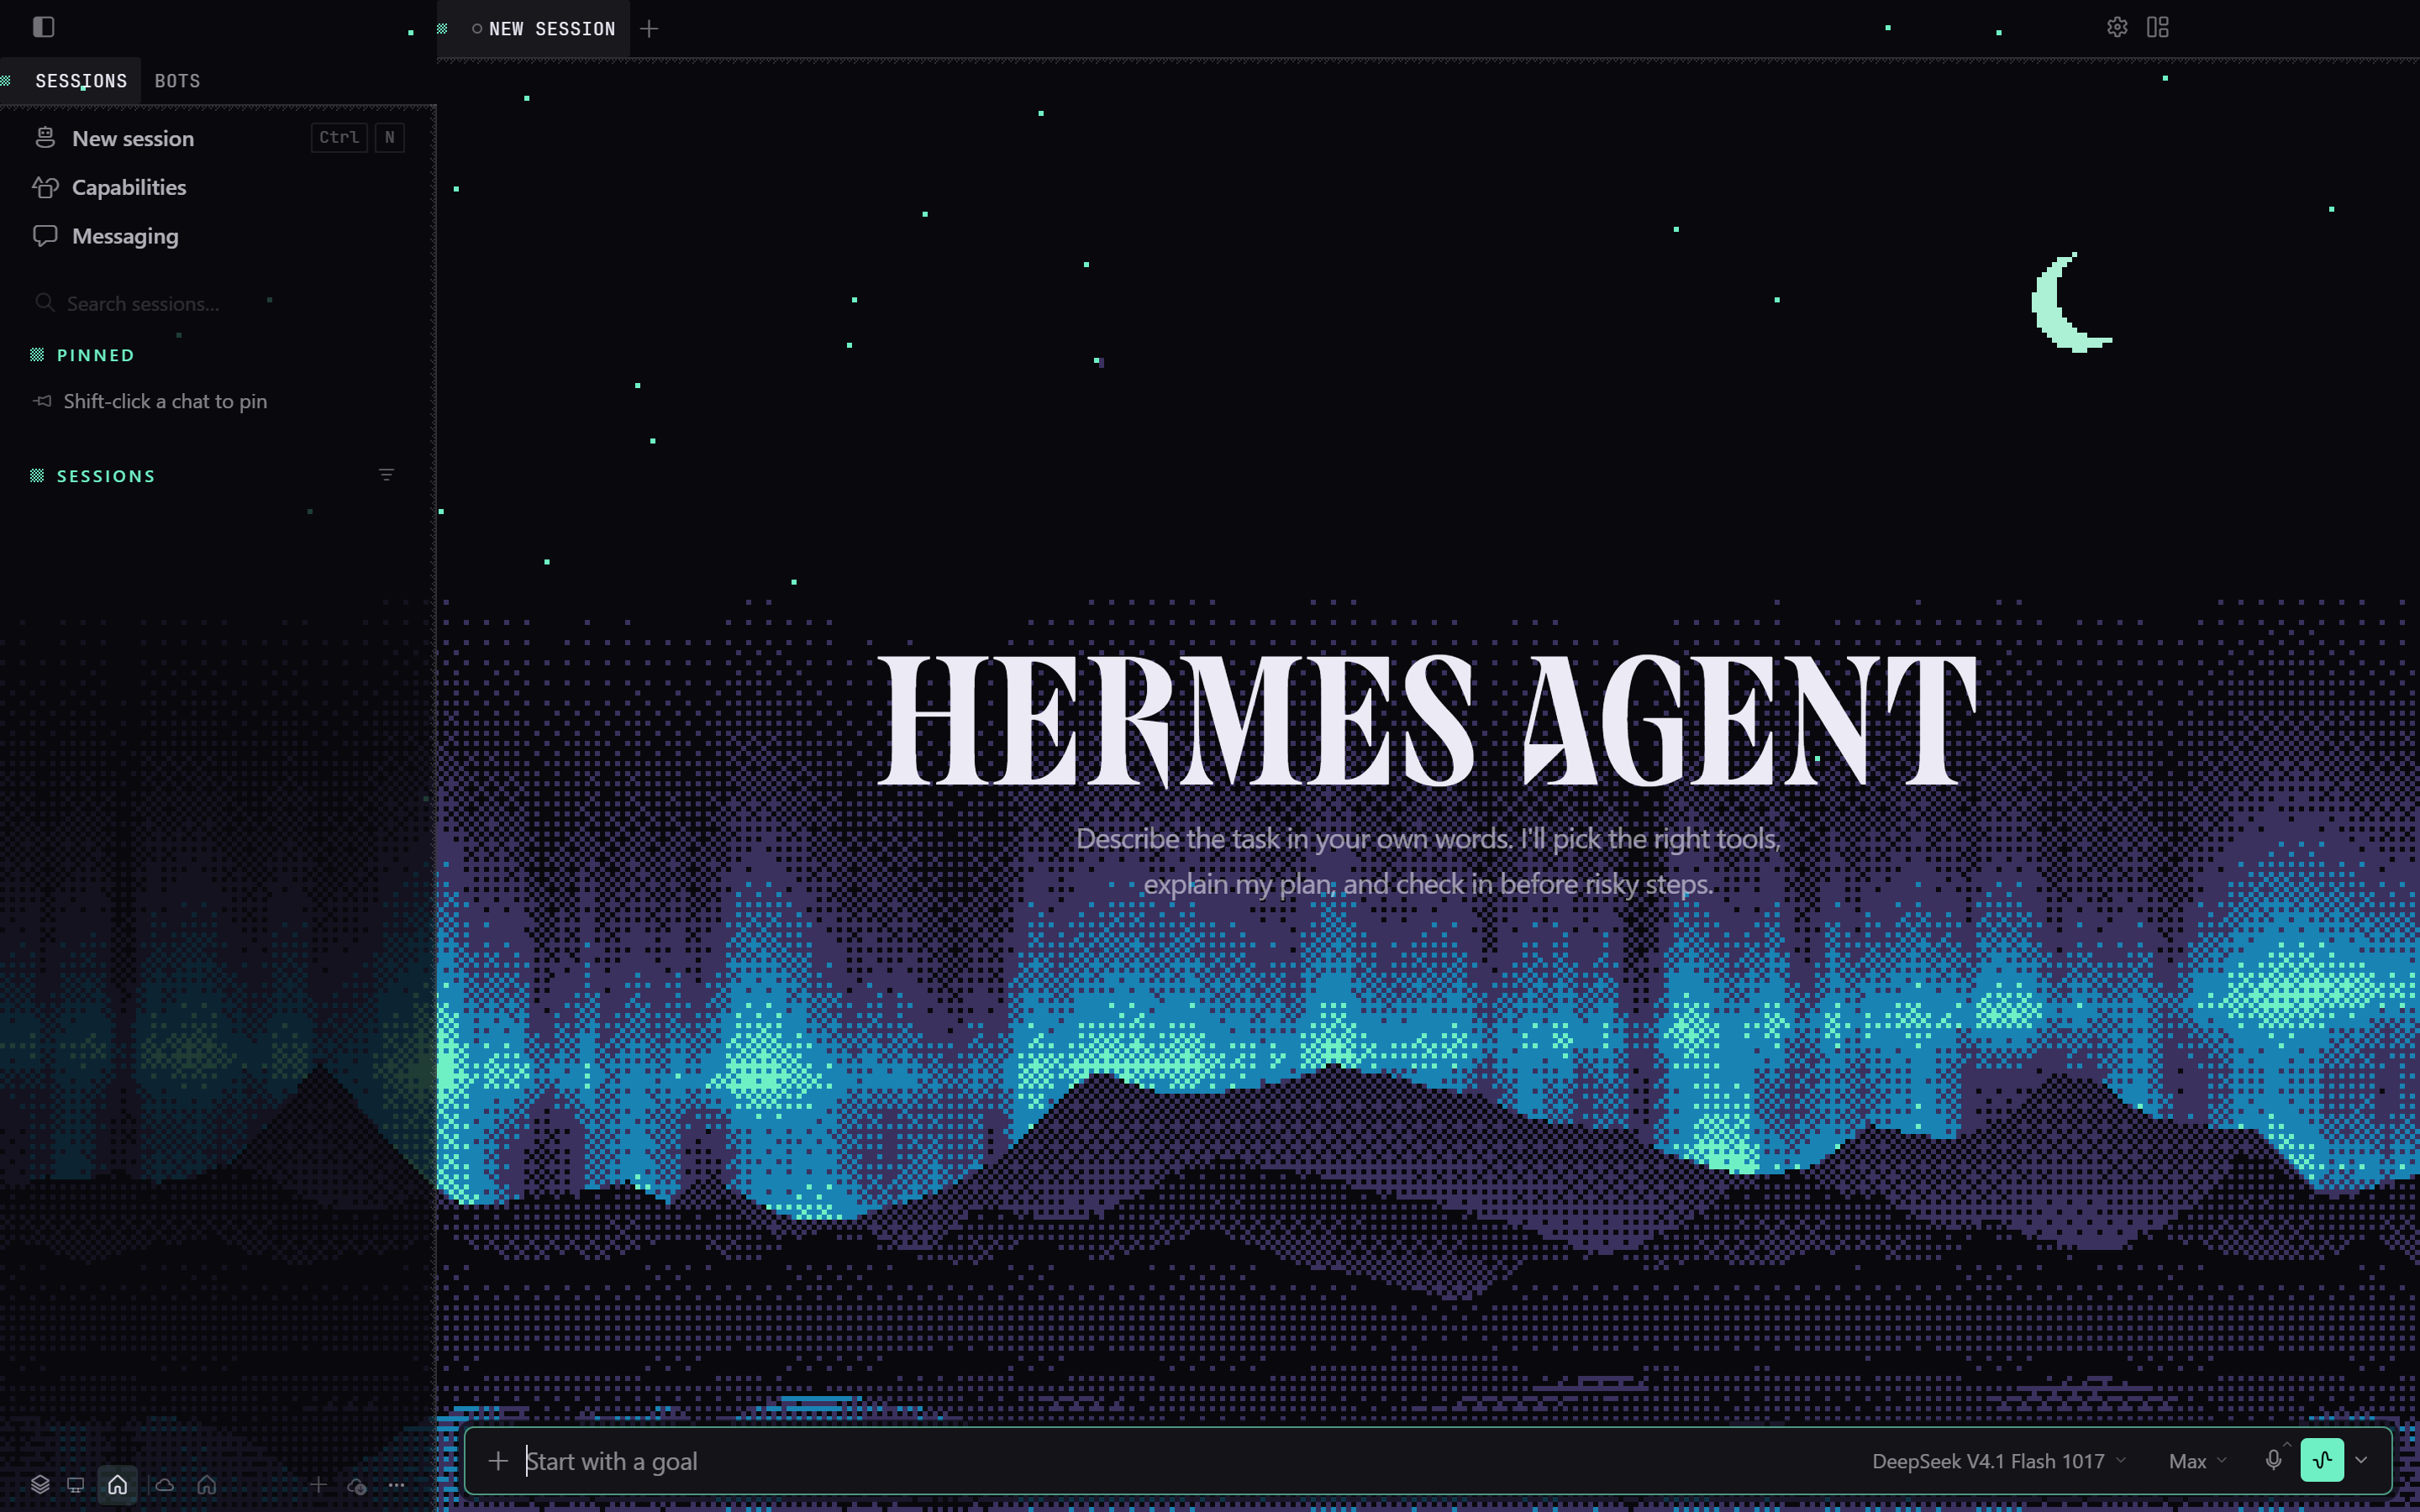 NEW SESSION
SESSIONS BOTS
New session Ctrl N
Capabilities
Messaging
Search sessions...
PINNED
Shift-click a chat to pin
SESSIONS
HERMES AGENT
Describe the task in your own words. I'll pick the right tools,
explain my plan, and check in before risky steps.
Start with a goal DeepSeek V4.1 Flash 1017 Max